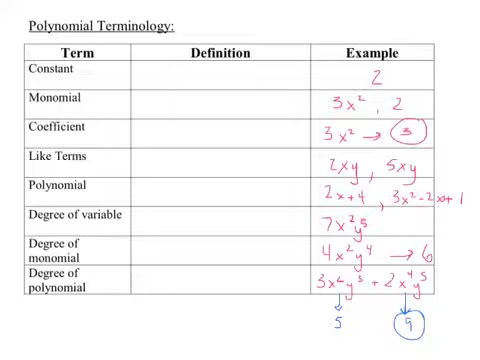 Polynomial Terminology:
Term Definition Example
Constant 2
Monomial 3x², 2
Coefficient 3x² → 3
Like Terms 2xy, 5xy
Polynomial 2x+4, 3x²-2x+1
Degree of variable 7x²y⁵
Degree of monomial 4x²y⁴ → 6
Degree of polynomial 3x²y³ + 2x⁴y⁵
5 9